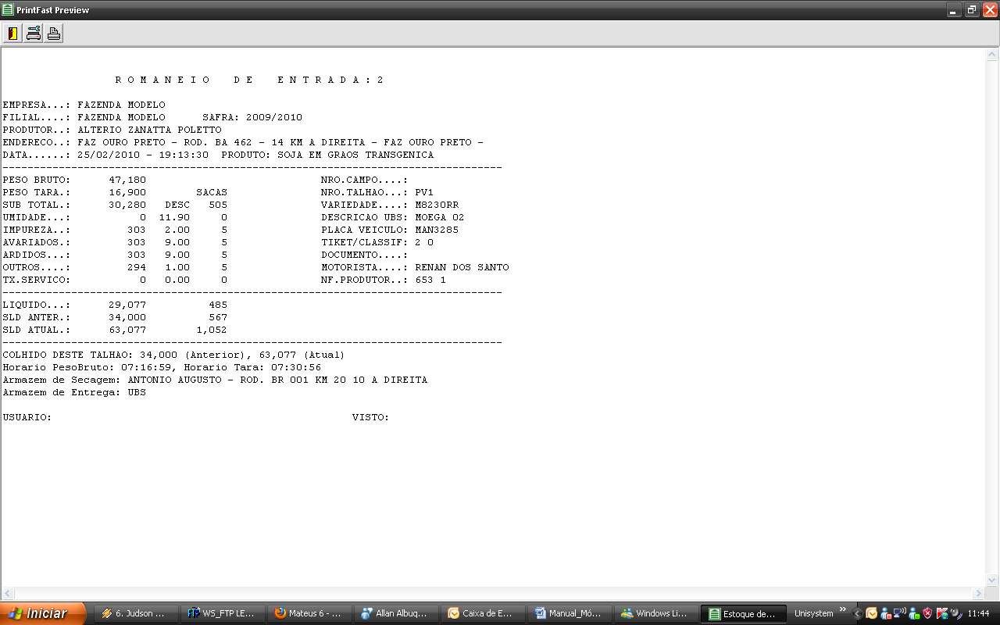 PrintFast Preview
R O M A N E I O   D E   E N T R A D A : 2
EMPRESA...: FAZENDA MODELO
FILIAL....: FAZENDA MODELO      SAFRA: 2009/2010
PRODUTOR..: ALTERIO ZANATTA POLETTO
ENDERECO..: FAZ OURO PRETO - ROD. BA 462 - 14 KM A DIREITA - FAZ OURO PRETO -
DATA......: 25/02/2010 - 19:13:30  PRODUTO: SOJA EM GRAOS TRANSGENICA
--------------------------------------------------------------------------------
PESO BRUTO:      47,180                            NRO.CAMPO....:
PESO TARA.:      16,900        SACAS               NRO.TALHAO...: PV1
SUB TOTAL.:      30,280   DESC   505               VARIEDADE....: M8230RR
UMIDADE...:           0  11.90     0               DESCRICAO UBS: MOEGA 02
IMPUREZA..:         303   2.00     5               PLACA VEICULO: MAN3285
AVARIADOS.:         303   9.00     5               TIKET/CLASSIF: 2 0
ARDIDOS...:         303   9.00     5               DOCUMENTO....:
OUTROS....:         294   1.00     5               MOTORISTA....: RENAN DOS SANTO
TX.SERVICO:           0   0.00     0               NF.PRODUTOR..: 653 1
--------------------------------------------------------------------------------
LIQUIDO...:      29,077          485
SLD ANTER.:      34,000          567
SLD ATUAL.:      63,077        1,052
--------------------------------------------------------------------------------
COLHIDO DESTE TALHAO: 34,000 (Anterior), 63,077 (Atual)
Horario PesoBruto: 07:16:59, Horario Tara: 07:30:56
Armazem de Secagem: ANTONIO AUGUSTO - ROD. BR 001 KM 20 10 A DIREITA
Armazem de Entrega: UBS
USUARIO:                                                VISTO:
Iniciar  6. Judson ...  WS_FTP LE...  Mateus 6 - ...  Allan Albuq...  Caixa de E...  Manual_Mó...  Windows Li...  Estoque de...  Unisystem  »  11:44